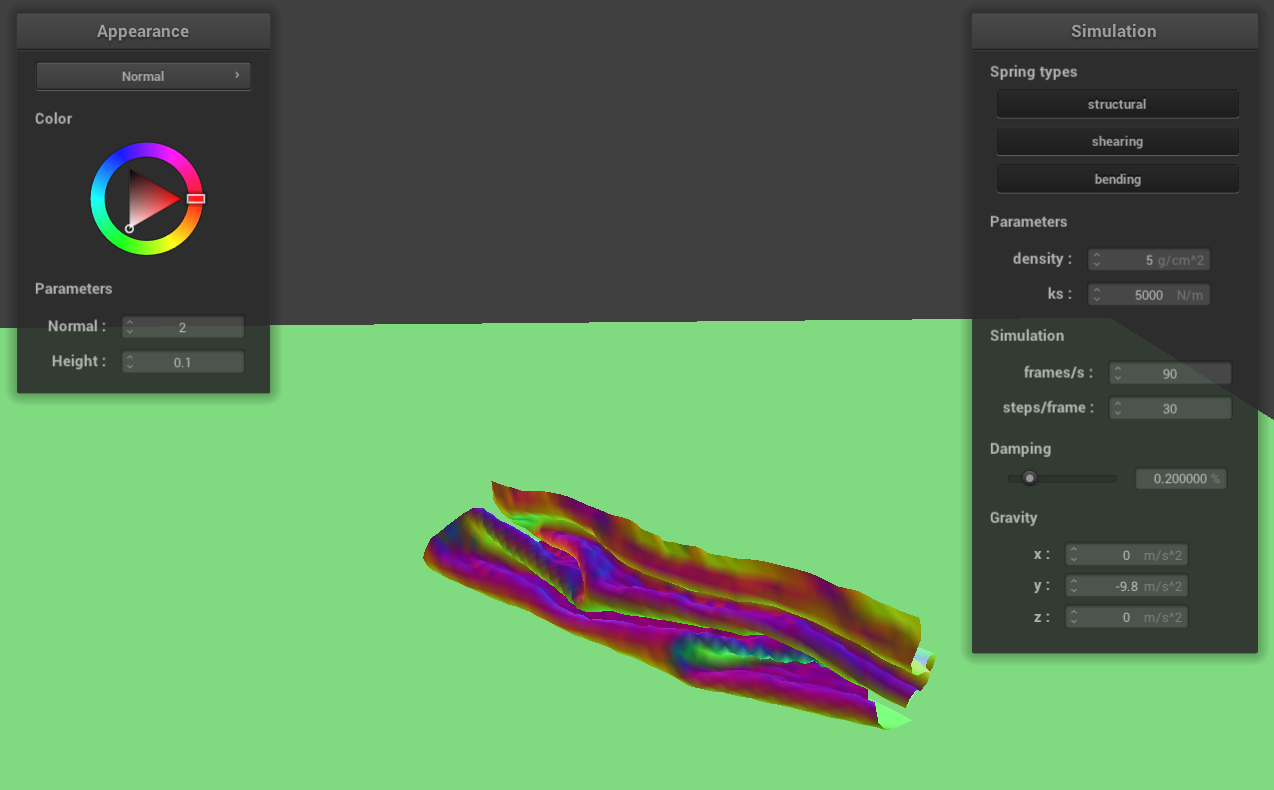 Appearance
Normal
Color
Parameters
Normal : 2
Height : 0.1
Simulation
Spring types
structural
shearing
bending
Parameters
density : 5 g/cm^2
ks : 5000 N/m
Simulation
frames/s : 90
steps/frame : 30
Damping
0.200000 %
Gravity
x : 0 m/s^2
y : -9.8 m/s^2
z : 0 m/s^2